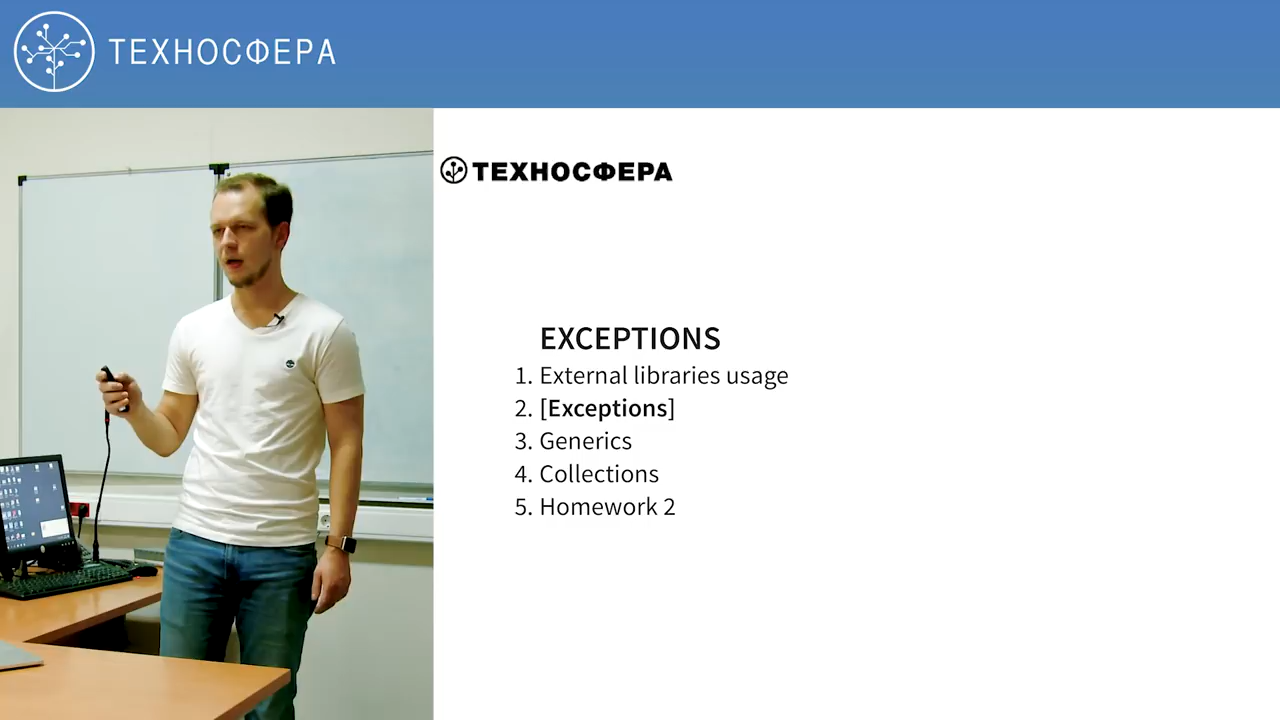 ТЕХНОСФЕРА
ТЕХНОСФЕРА
EXCEPTIONS
1. External libraries usage
2. [Exceptions]
3. Generics
4. Collections
5. Homework 2